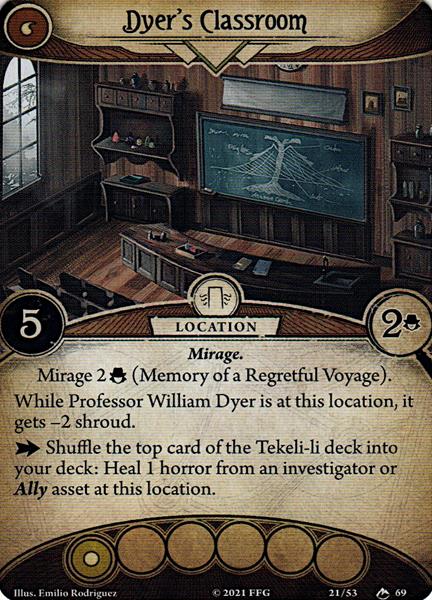 Dyer's Classroom
5
LOCATION
2
Mirage.
Mirage 2 (Memory of a Regretful Voyage).
While Professor William Dyer is at this location, it
gets –2 shroud.
Shuffle the top card of the Tekeli-li deck into
your deck: Heal 1 horror from an investigator or
Ally asset at this location.
Illus. Emilio Rodriguez
© 2021 FFG
21/53
69